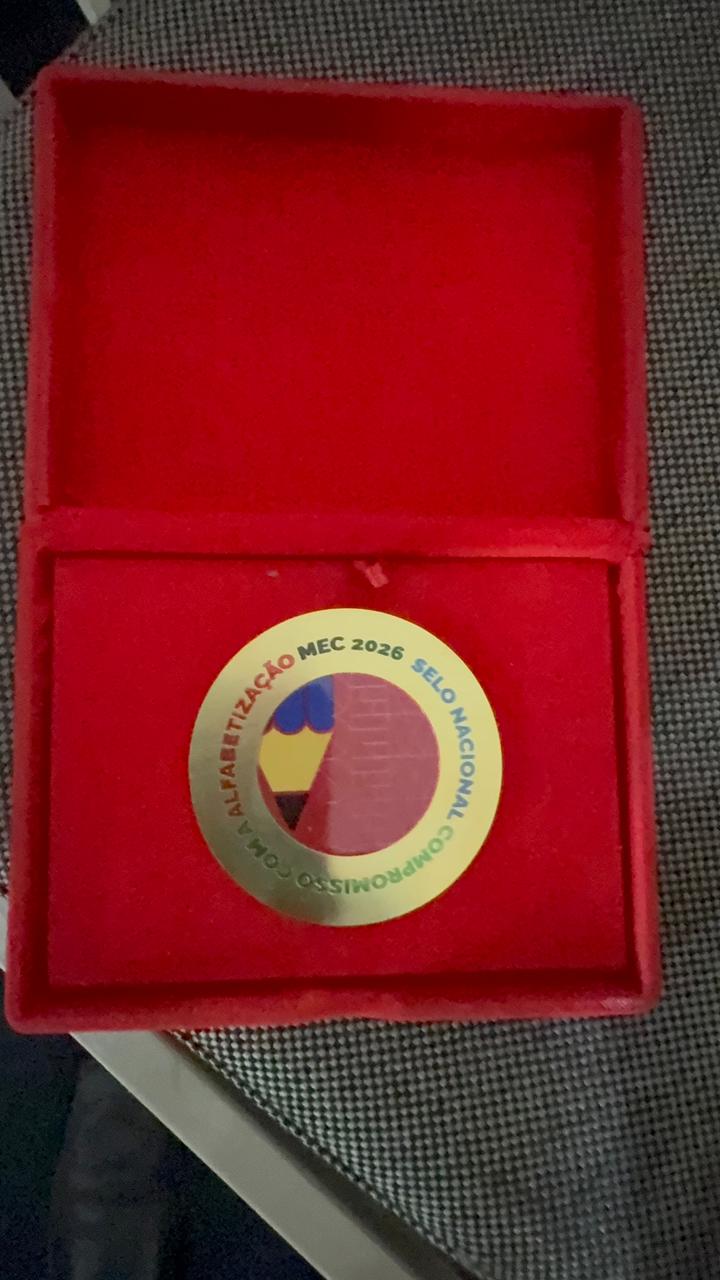 MEC 2026
SELO NACIONAL COMPROMISSO COM A ALFABETIZAÇÃO